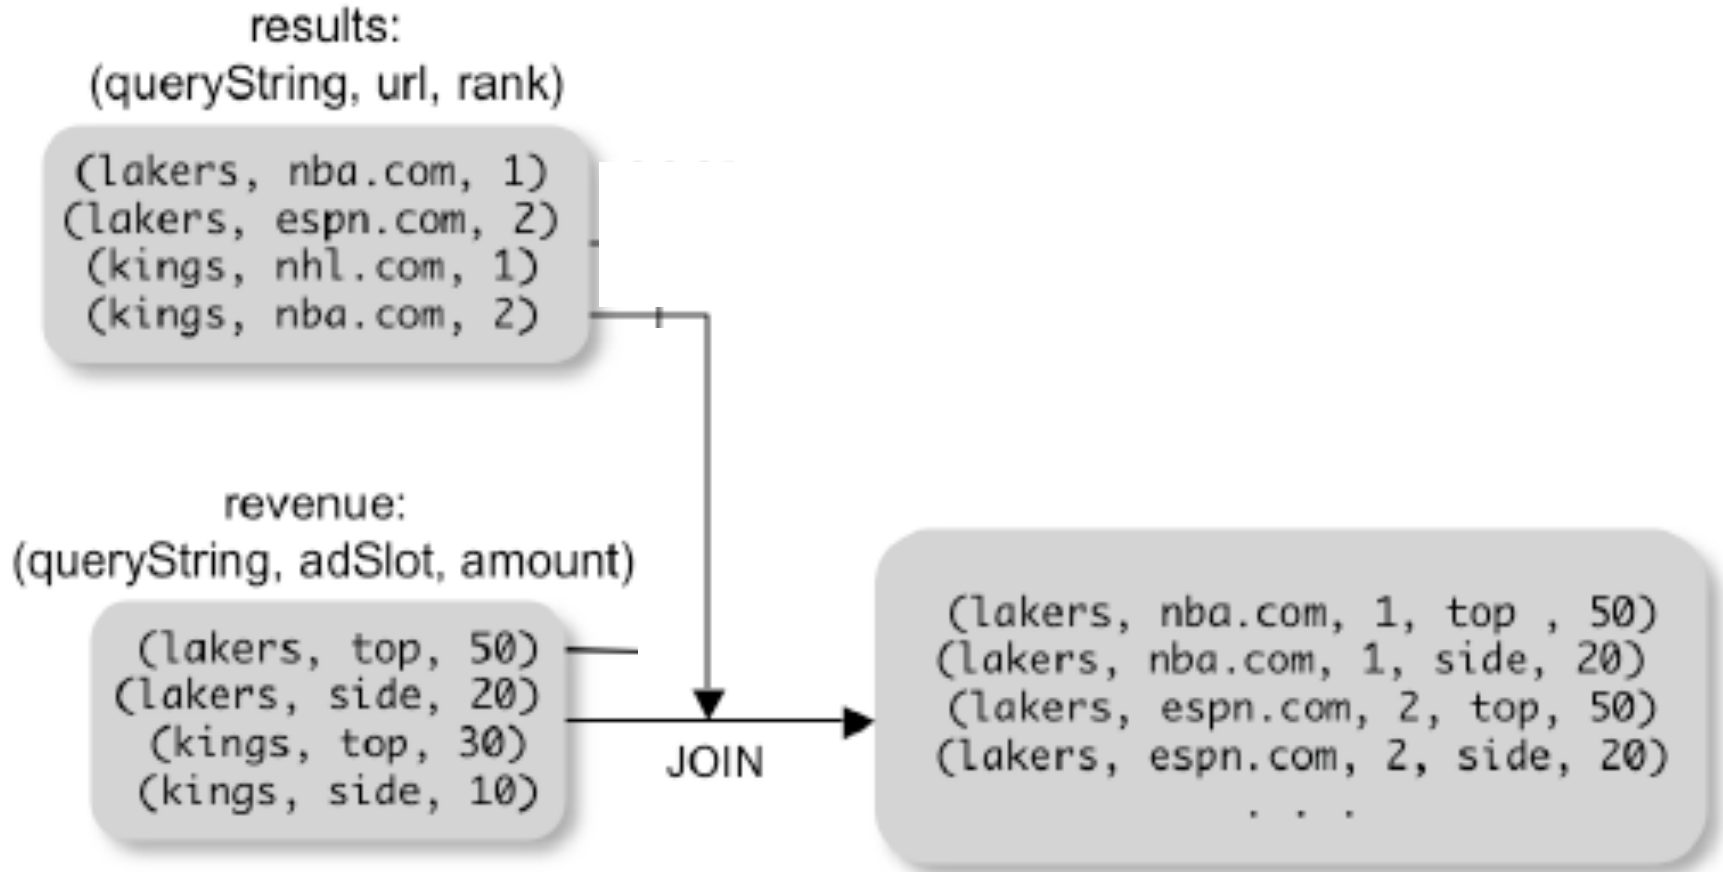 results:
(queryString, url, rank)
(lakers, nba.com, 1)
(lakers, espn.com, 2)
(kings, nhl.com, 1)
(kings, nba.com, 2)
revenue:
(queryString, adSlot, amount)
(lakers, top, 50)
(lakers, side, 20)
(kings, top, 30)
(kings, side, 10)
JOIN
(lakers, nba.com, 1, top , 50)
(lakers, nba.com, 1, side, 20)
(lakers, espn.com, 2, top, 50)
(lakers, espn.com, 2, side, 20)
. . .